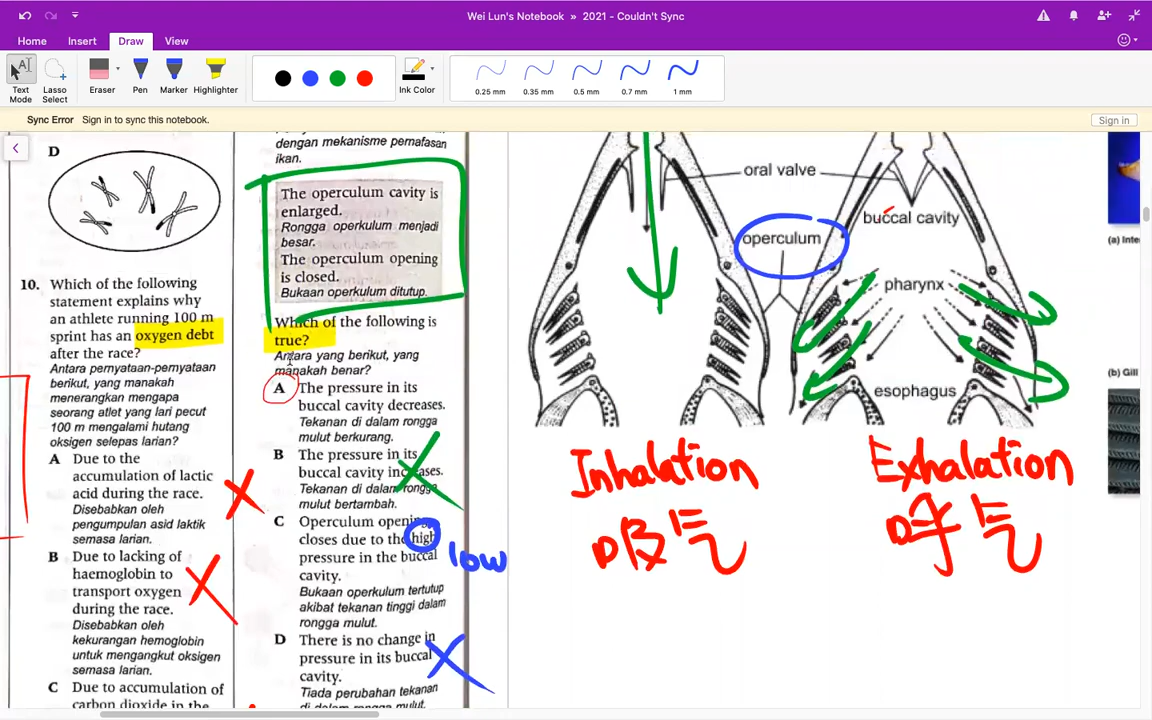 Wei Lun's Notebook » 2021 - Couldn't Sync
Home Insert Draw View
Text Mode
Lasso Select
Eraser
Pen
Marker
Highlighter
Ink Color
0.25 mm 0.35 mm 0.5 mm 0.7 mm 1 mm
Sync Error Sign in to sync this notebook.
Sign in
D
10. Which of the following
statement explains why
an athlete running 100 m
sprint has an oxygen debt
after the race?
Antara pernyataan-pernyataan
berikut, yang manakah
menerangkan mengapa
seorang atlet yang lari pecut
100 m mengalami hutang
oksigen selepas larian?
A Due to the
accumulation of lactic
acid during the race.
Disebabkan oleh
pengumpulan asid laktik
semasa larian.
B Due to lacking of
haemoglobin to
transport oxygen
during the race.
Disebabkan oleh
kekurangan hemoglobin
untuk mengangkut oksigen
semasa larian.
C Due to accumulation of
carbon dioxide in the
dengan mekanisme pernafasan
ikan.
The operculum cavity is
enlarged.
Rongga operkulum menjadi
besar.
The operculum opening
is closed.
Bukaan operkulum ditutup.
Which of the following is
true?
Antara yang berikut, yang
manakah benar?
A The pressure in its
buccal cavity decreases.
Tekanan di dalam rongga
mulut berkurang.
B The pressure in its
buccal cavity increases.
Tekanan di dalam rongga
mulut bertambah.
C Operculum opening
closes due to the high
pressure in the buccal
cavity.
Bukaan operkulum tertutup
akibat tekanan tinggi dalam
rongga mulut.
low
D There is no change in
pressure in its buccal
cavity.
Tiada perubahan tekanan
di dalam rongga mulut.
oral valve
buccal cavity
operculum
pharynx
esophagus
Inhalation
吸气
Exhalation
呼气
(a) Inte
(b) Gill